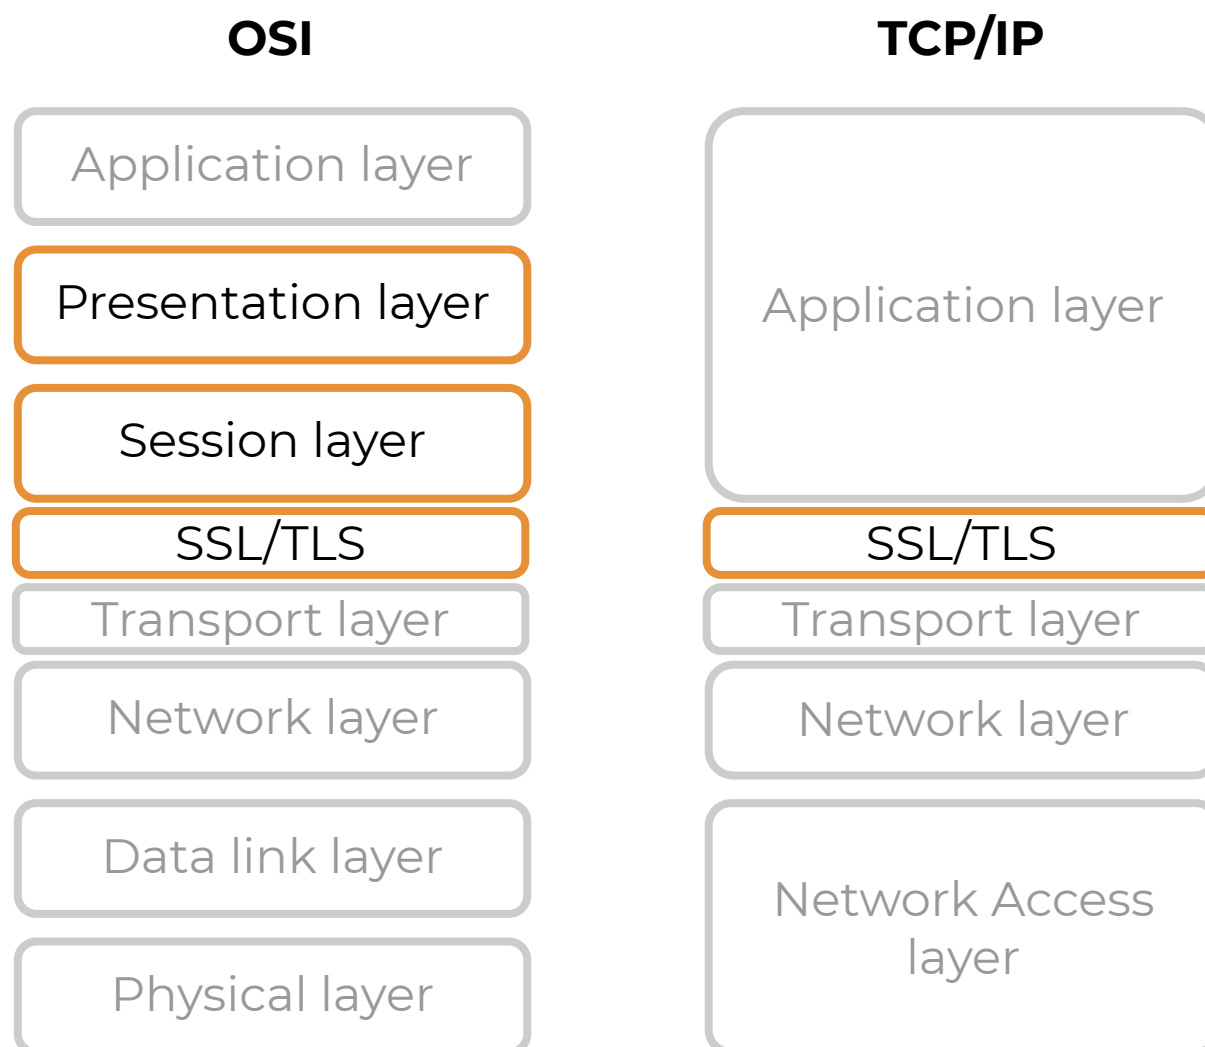 OSI
Application layer
Presentation layer
Session layer
SSL/TLS
Transport layer
Network layer
Data link layer
Physical layer
TCP/IP
Application layer
SSL/TLS
Transport layer
Network layer
Network Access
layer